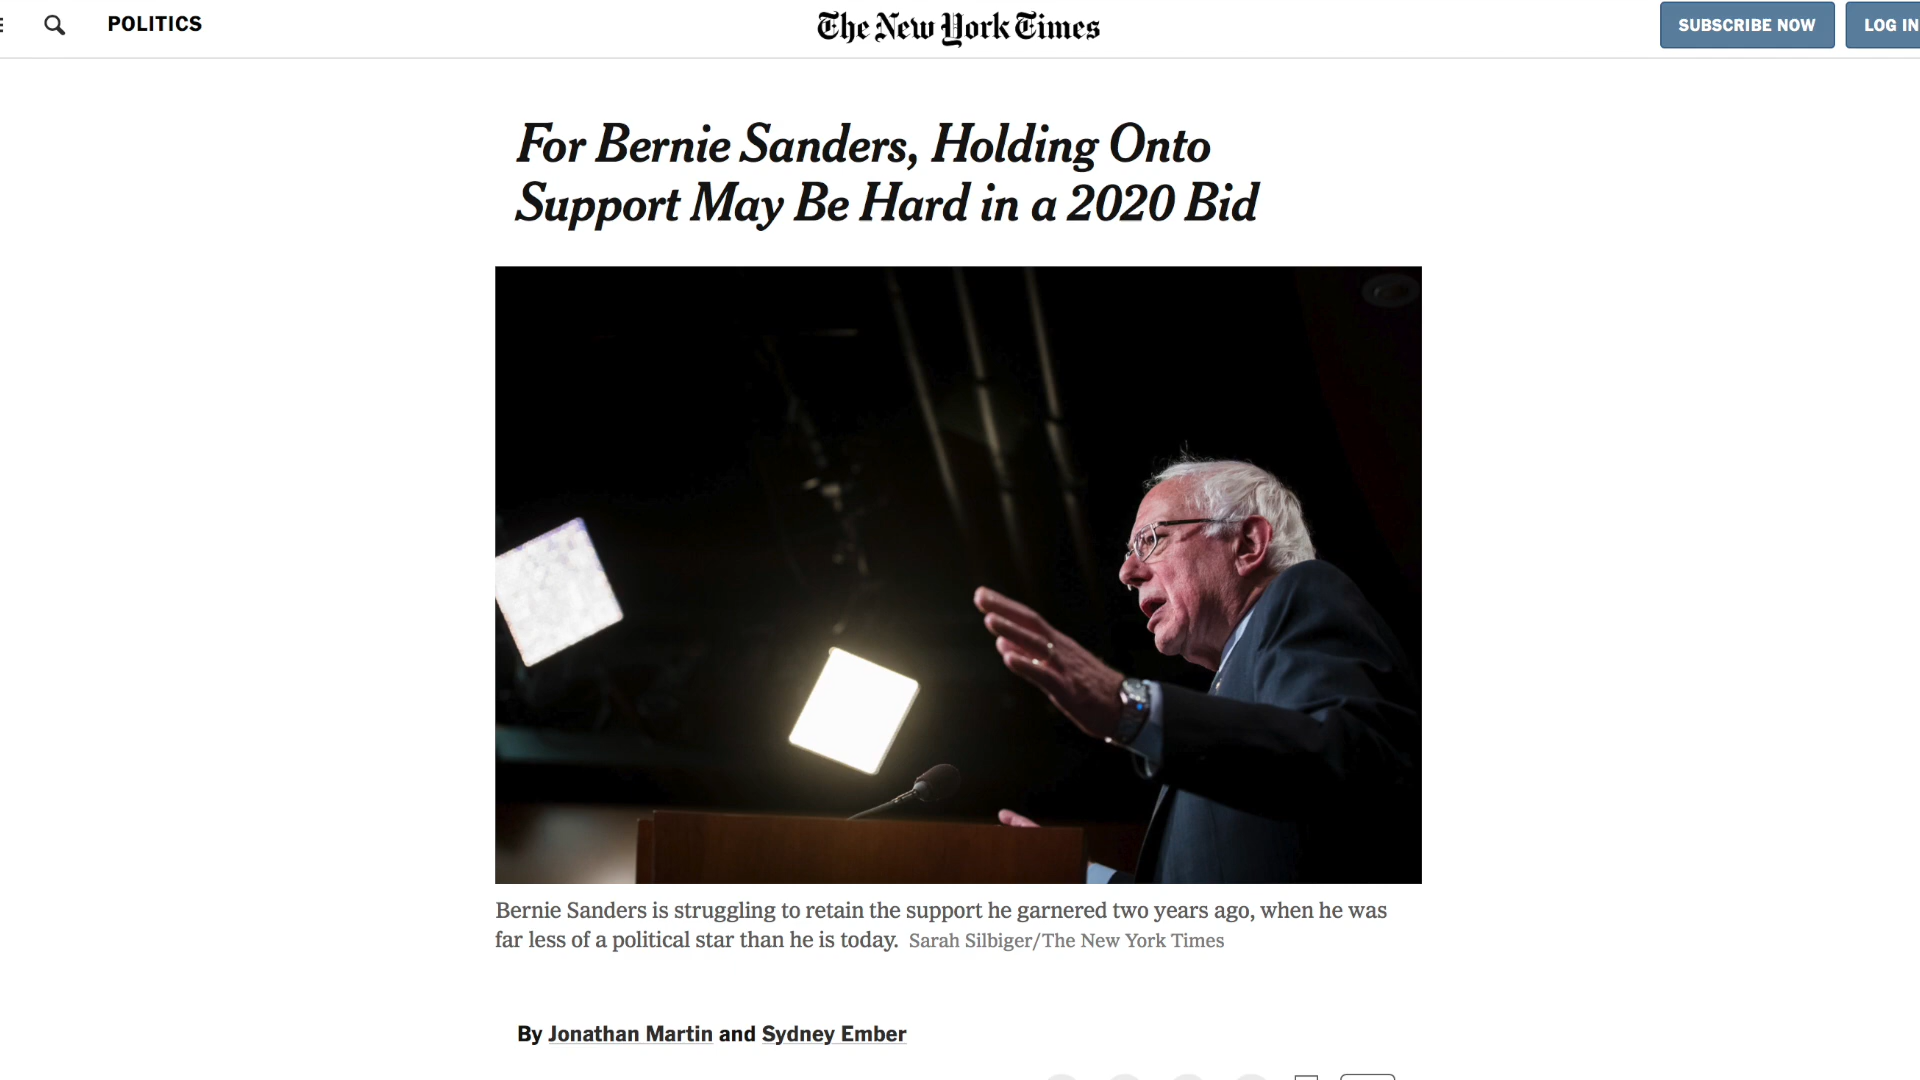 POLITICS
The New York Times
SUBSCRIBE NOW
LOG IN
For Bernie Sanders, Holding Onto
Support May Be Hard in a 2020 Bid
Bernie Sanders is struggling to retain the support he garnered two years ago, when he was
far less of a political star than he is today. Sarah Silbiger/The New York Times
By Jonathan Martin and Sydney Ember